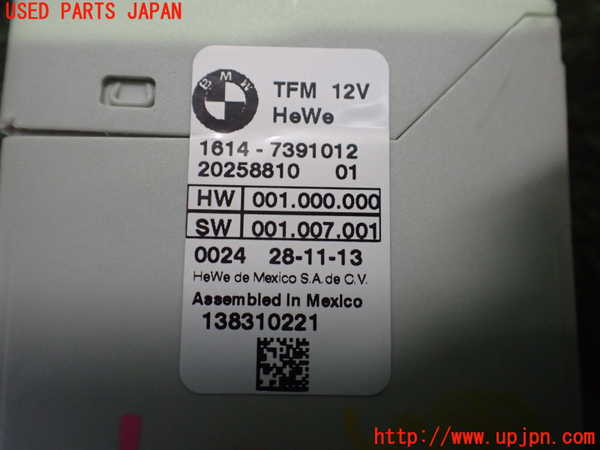 USED PARTS JAPAN
BMW
TFM 12V
HeWe
1614 - 7391012
20258810 01
HW 001.000.000
SW 001.007.001
0024 28-11-13
HeWe de Mexico S.A. de C.V.
Assembled in Mexico
138310221
http://www.upjpn.com/